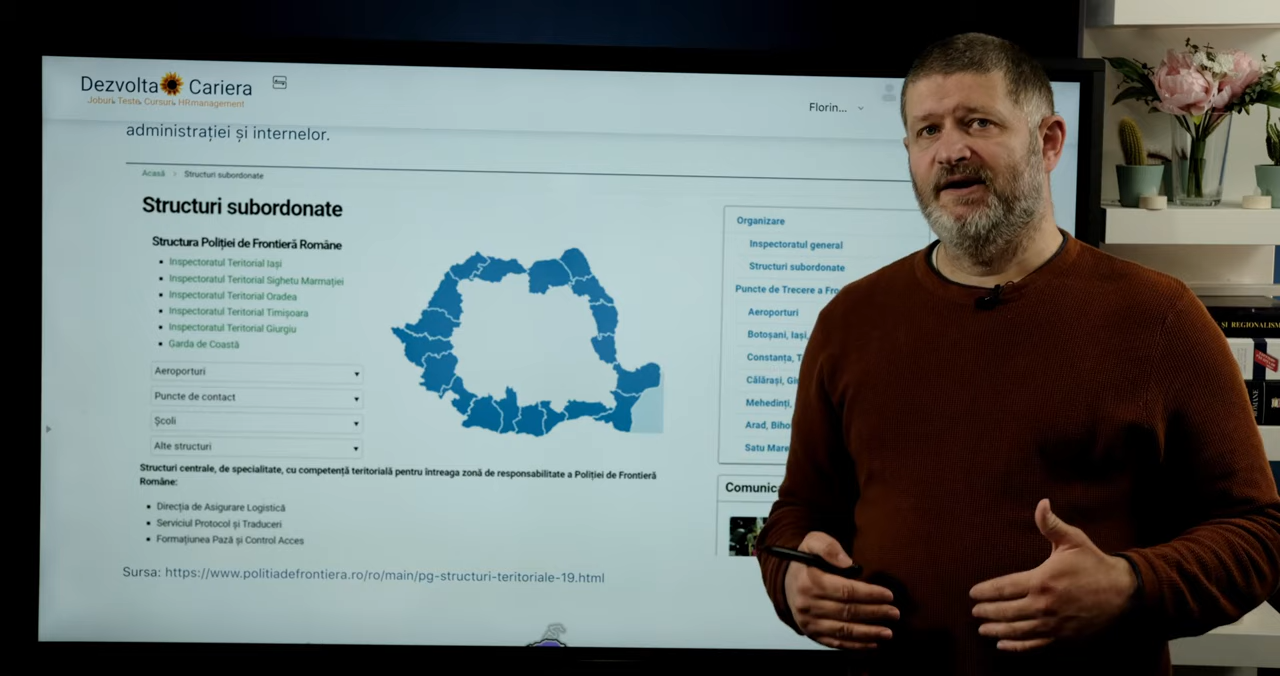 Dezvolta Cariera
Joburi, Teste, Cursuri, HRmanagement
Florin...
administrației și internelor.
Acasă > Structuri subordonate
Structuri subordonate
Structura Poliției de Frontieră Române
Inspectoratul Teritorial Iași
Inspectoratul Teritorial Sighetu Marmației
Inspectoratul Teritorial Oradea
Inspectoratul Teritorial Timișoara
Inspectoratul Teritorial Giurgiu
Garda de Coastă
Aeroporturi
Puncte de contact
Școli
Alte structuri
Structuri centrale, de specialitate, cu competență teritorială pentru întreaga zonă de responsabilitate a Poliției de Frontieră
Române:
Direcția de Asigurare Logistică
Serviciul Protocol și Traduceri
Formațiunea Pază și Control Acces
Sursa: https://www.politiadefrontiera.ro/ro/main/pg-structuri-teritoriale-19.html
Organizare
Inspectoratul general
Structuri subordonate
Puncte de Trecere a Fro
Aeroporturi
Botoșani, Iași,
Constanța, T
Călărași, Giu
Mehedinți,
Arad, Biho
Satu Mare
Comunica
ȘI REGIONALISM